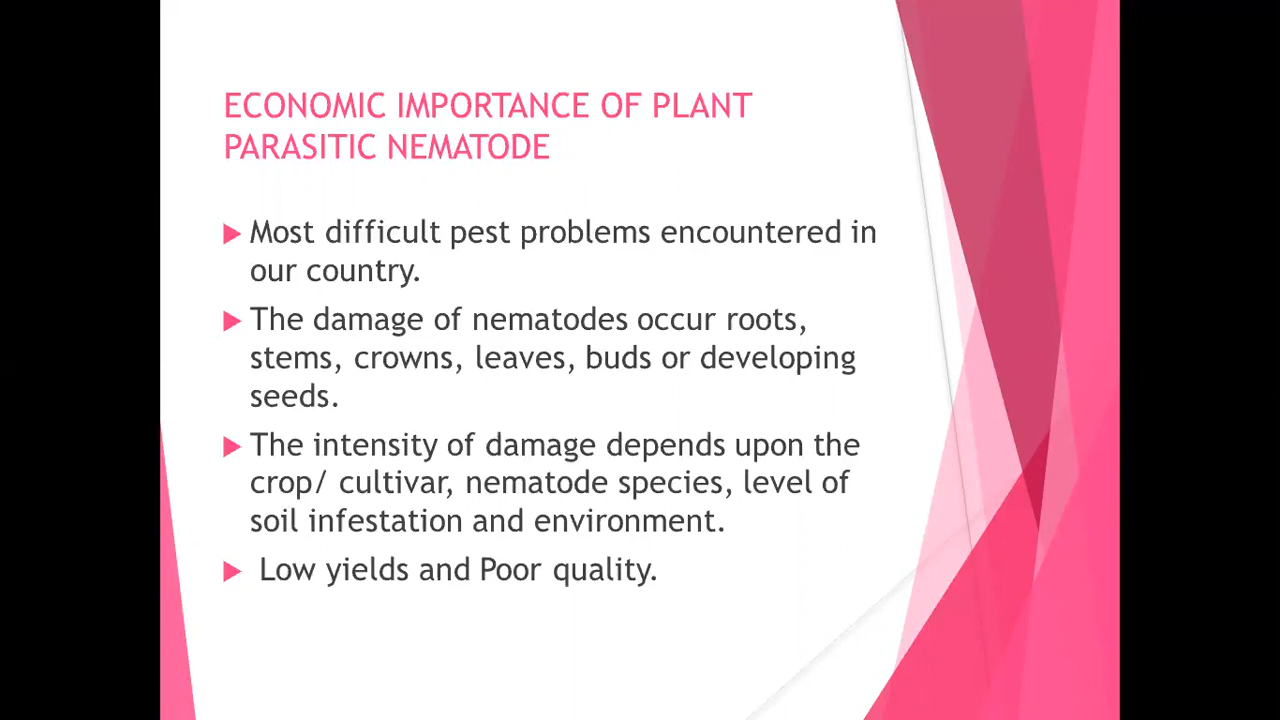 ECONOMIC IMPORTANCE OF PLANT
PARASITIC NEMATODE
Most difficult pest problems encountered in
our country.
The damage of nematodes occur roots,
stems, crowns, leaves, buds or developing
seeds.
The intensity of damage depends upon the
crop/ cultivar, nematode species, level of
soil infestation and environment.
Low yields and Poor quality.